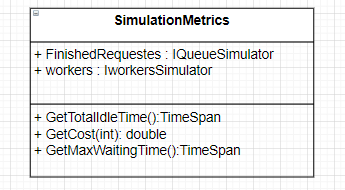 SimulationMetrics
+ FinishedRequestes : IQueueSimulator
+ workers : IworkersSimulator
+ GetTotalIdleTime():TimeSpan
+ GetCost(int): double
+ GetMaxWaitingTime():TimeSpan